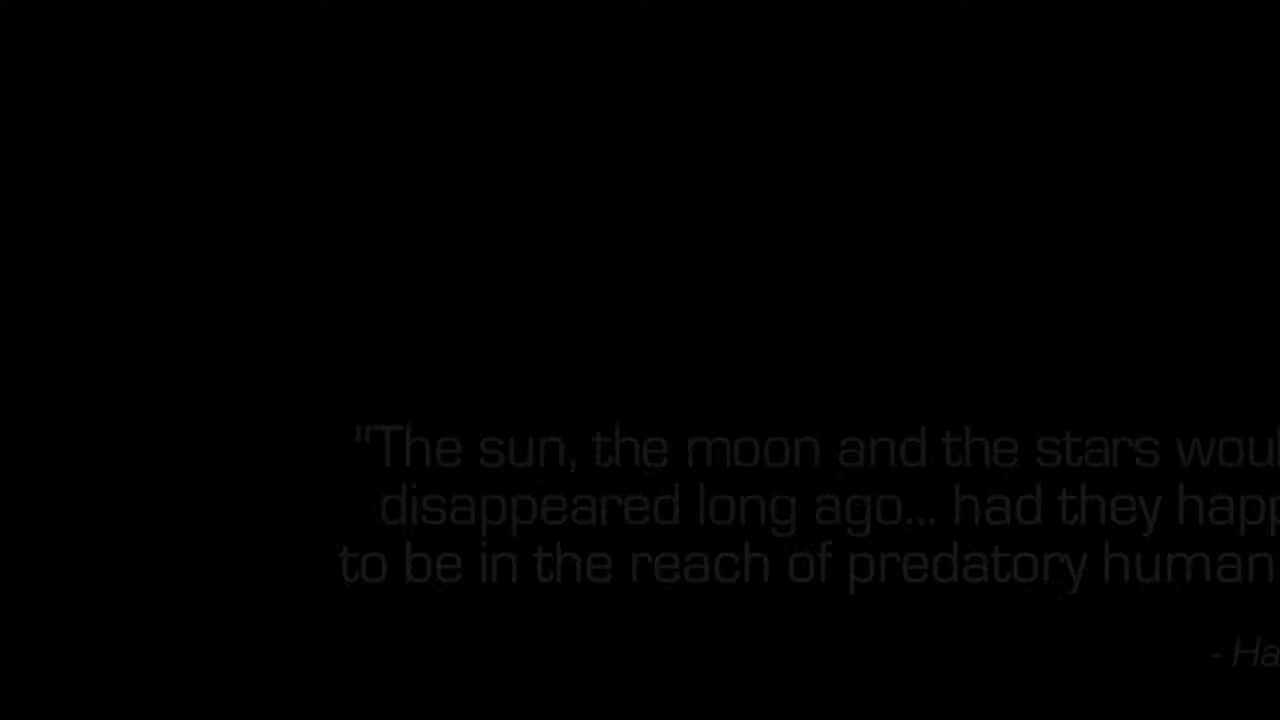 "The sun, the moon and the stars woul
disappeared long ago... had they happ
to be in the reach of predatory human
- Ha